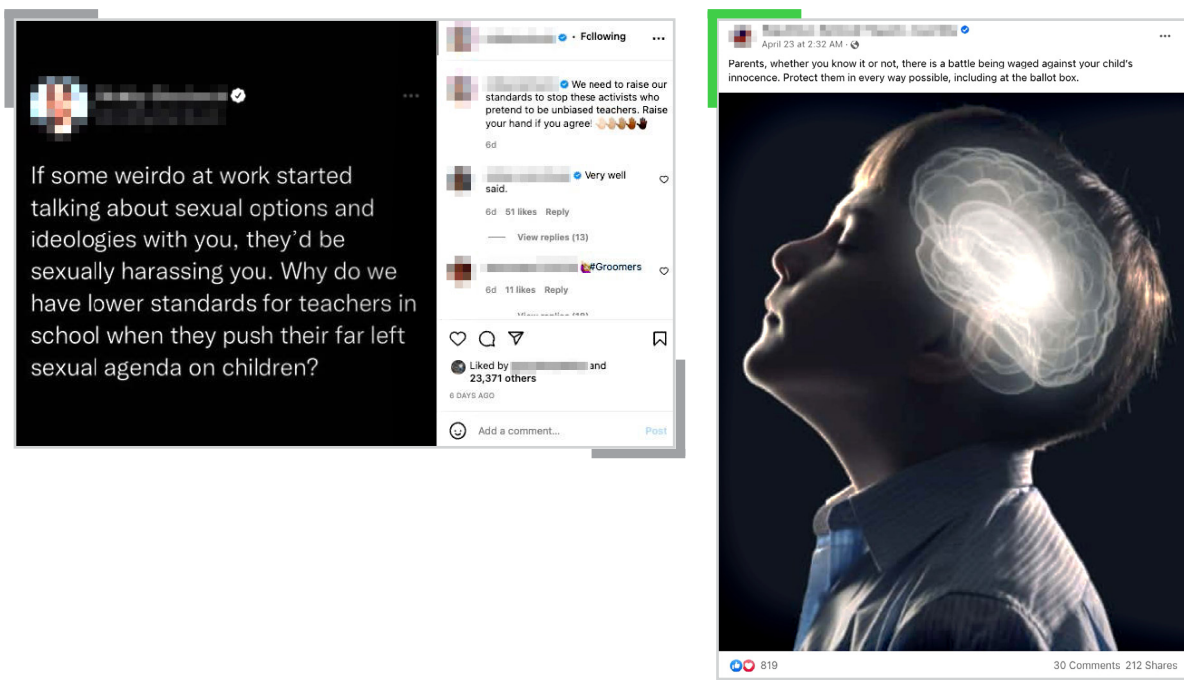 If some weirdo at work started
talking about sexual options and
ideologies with you, they'd be
sexually harassing you. Why do we
have lower standards for teachers in
school when they push their far left
sexual agenda on children?
• Following
We need to raise our
standards to stop these activists who
pretend to be unbiased teachers. Raise
your hand if you agree! 🤚🏻🤚🏼🤚🏽🤚🏾🤚🏿
6d
Very well
said.
6d 51 likes Reply
View replies (13)
#Groomers
6d 11 likes Reply
Liked by and
23,371 others
6 DAYS AGO
Add a comment...
Post
April 23 at 2:32 AM ·
Parents, whether you know it or not, there is a battle being waged against your child's
innocence. Protect them in every way possible, including at the ballot box.
819
30 Comments 212 Shares